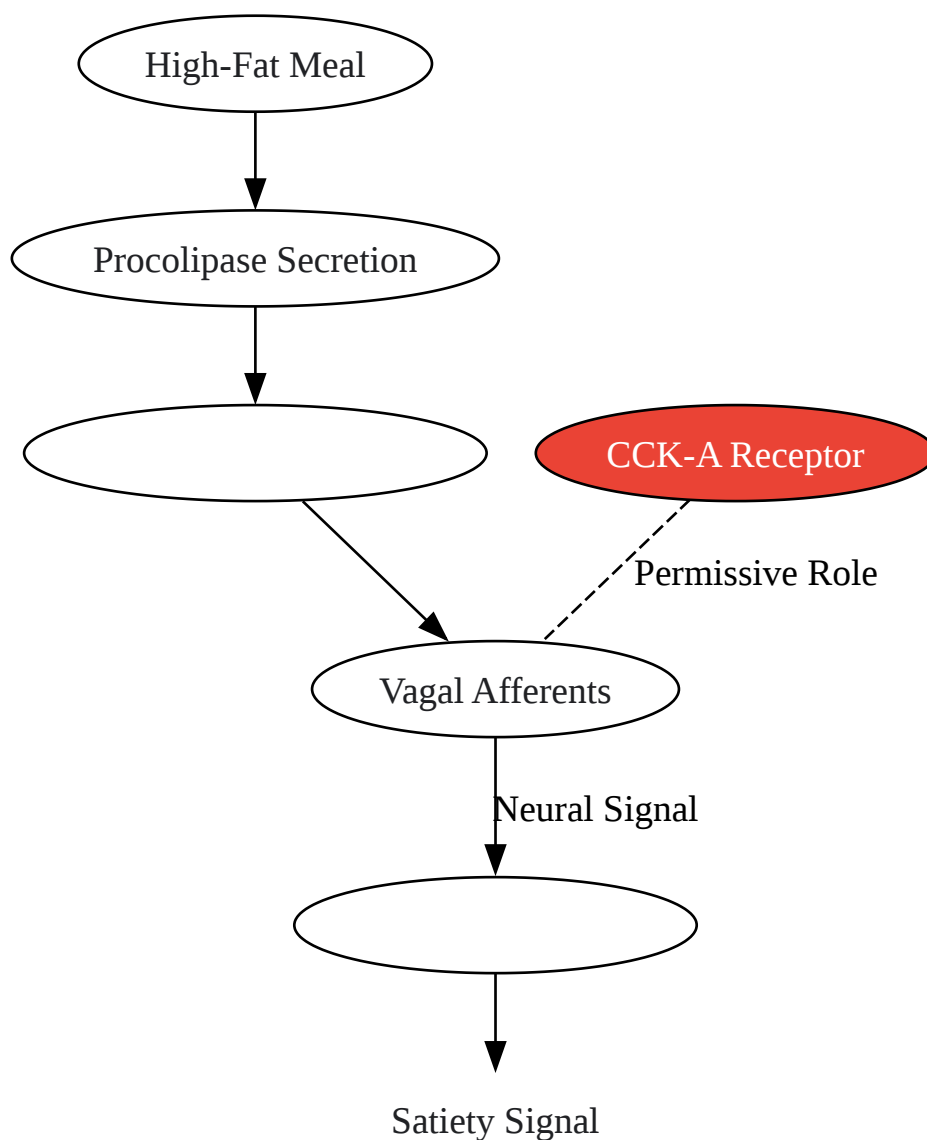 High-Fat Meal
Procolipase Secretion
CCK-A Receptor
Permissive Role
Vagal Afferents
Neural Signal
Satiety Signal